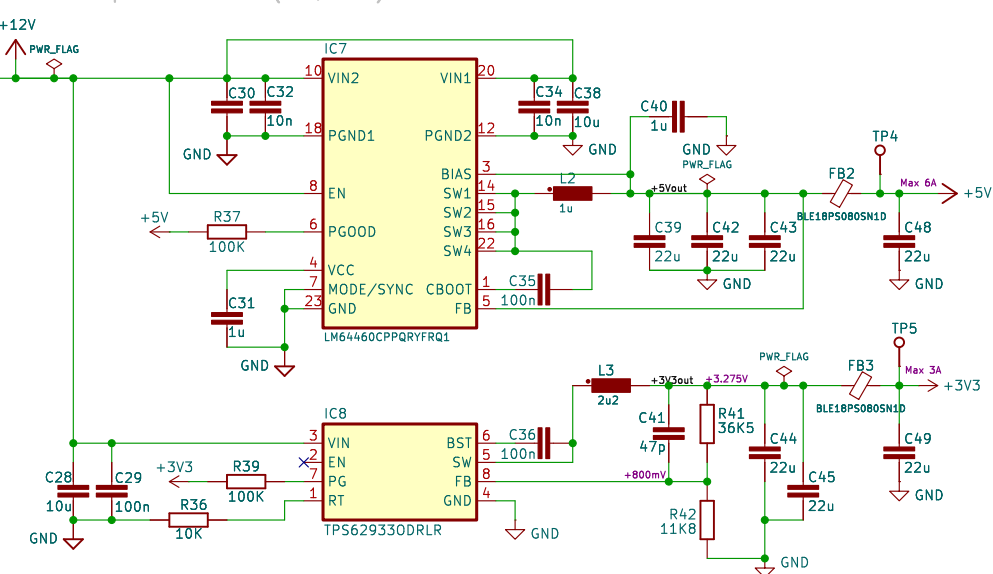 +12V
PWR_FLAG
IC7
10 VIN2 VIN1 20
C30 C32 C34 C38
10n 10n 10u
18 PGND1 PGND2 12
GND GND
C40
1u
GND
PWR_FLAG
TP4
BIAS 3
8 EN SW1 14
L2
1u
+5Vout
FB2
BLE18PS080SN1D
Max 6A
+5V
SW2 15
+5V
R37
100K
6 PGOOD SW3 16
SW4 22
C39 C42 C43 C48
22u 22u 22u 22u
GND GND
4 VCC
7 MODE/SYNC CBOOT 1
C35
100n
23 GND FB 5
C31
1u
GND
LM64460CPPQRYFRQ1
TP5
PWR_FLAG
FB3
BLE18PS080SN1D
Max 3A
+3V3
L3
2u2
+3V3out
+3.275V
IC8
C41
47p
R41
36K5
3 VIN BST 6
C36
100n
2 EN SW 5
C44
22u
C49
22u
GND
C28
10u
C29
100n
+3V3
R39
100K
7 PG FB 8
+800mV
C45
22u
R36
10K
1 RT GND 4
GND
GND
R42
11K8
GND
TPS62933ODRLR